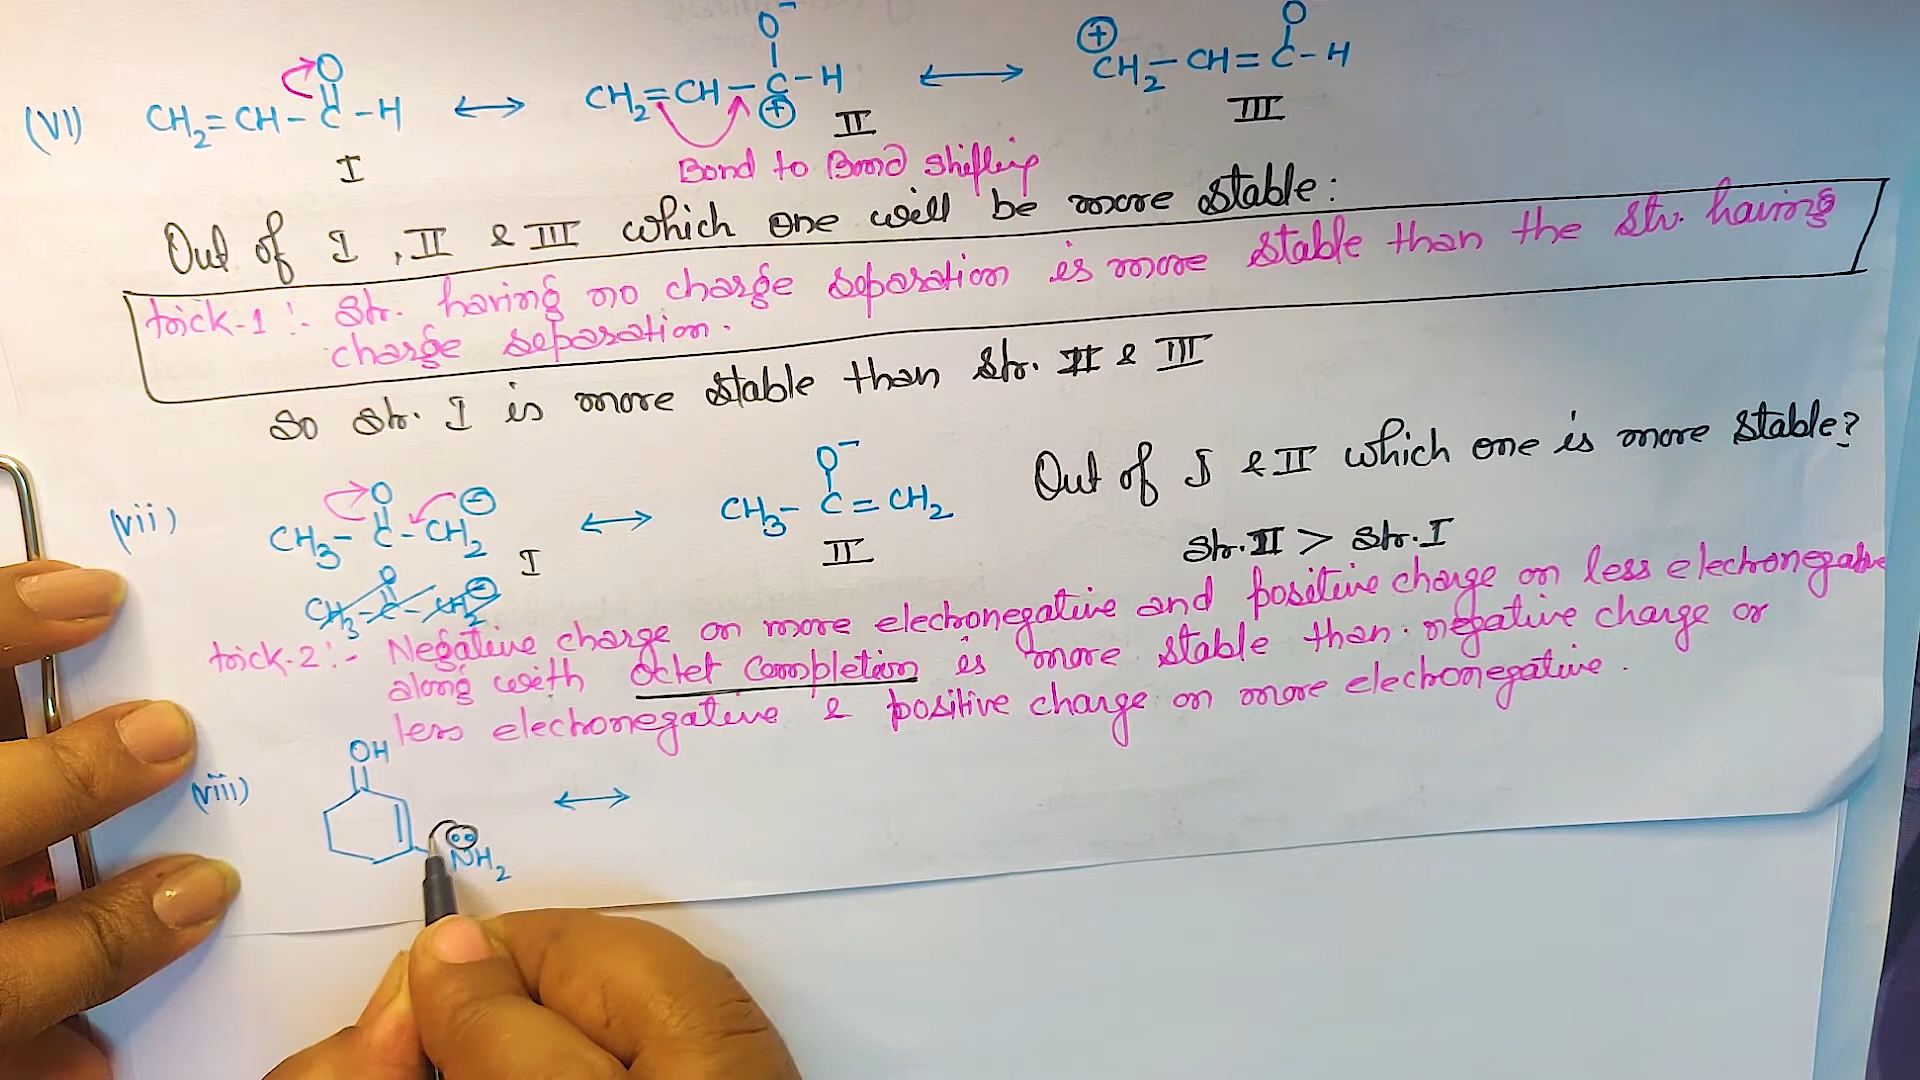 (VI) CH₂=CH-C-H ⟷ CH₂=CH-C-H ⟷ CH₂-CH=C-H
O O⁻ O
⊕ ⊕
I II III
Bond to Bond shifting
Out of I, II & III which one will be more stable:
trick-1:- Str. having no charge separation is more stable than the str. having
charge separation.
So str. I is more stable than str. II & III
(vii) CH₃-C-CH₂ ⟷ CH₃-C=CH₂ Out of I & II which one is more stable?
O ⊖ O⁻
I II str. II > str. I
CH₃-C-CH₂
O ⊖
trick-2:- Negative charge on more electronegative and positive charge on less electronegative
along with octet completion is more stable than negative charge or
less electronegative & positive charge on more electronegative.
(viii) OH ⟷
NH₂